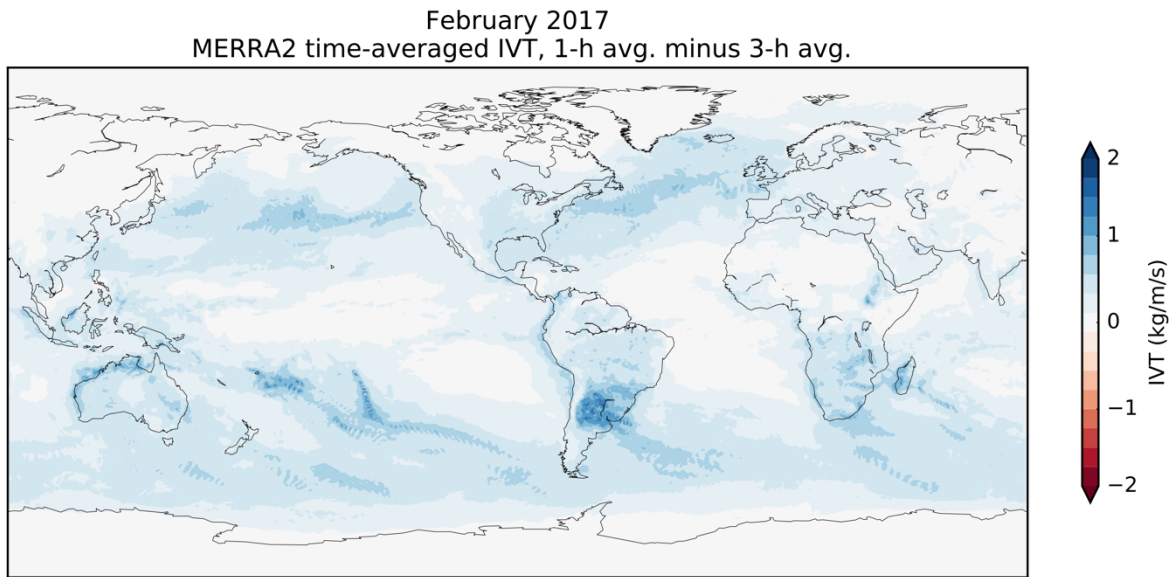 February 2017
MERRA2 time-averaged IVT, 1-h avg. minus 3-h avg.
2
1
0
−1
−2
IVT (kg/m/s)